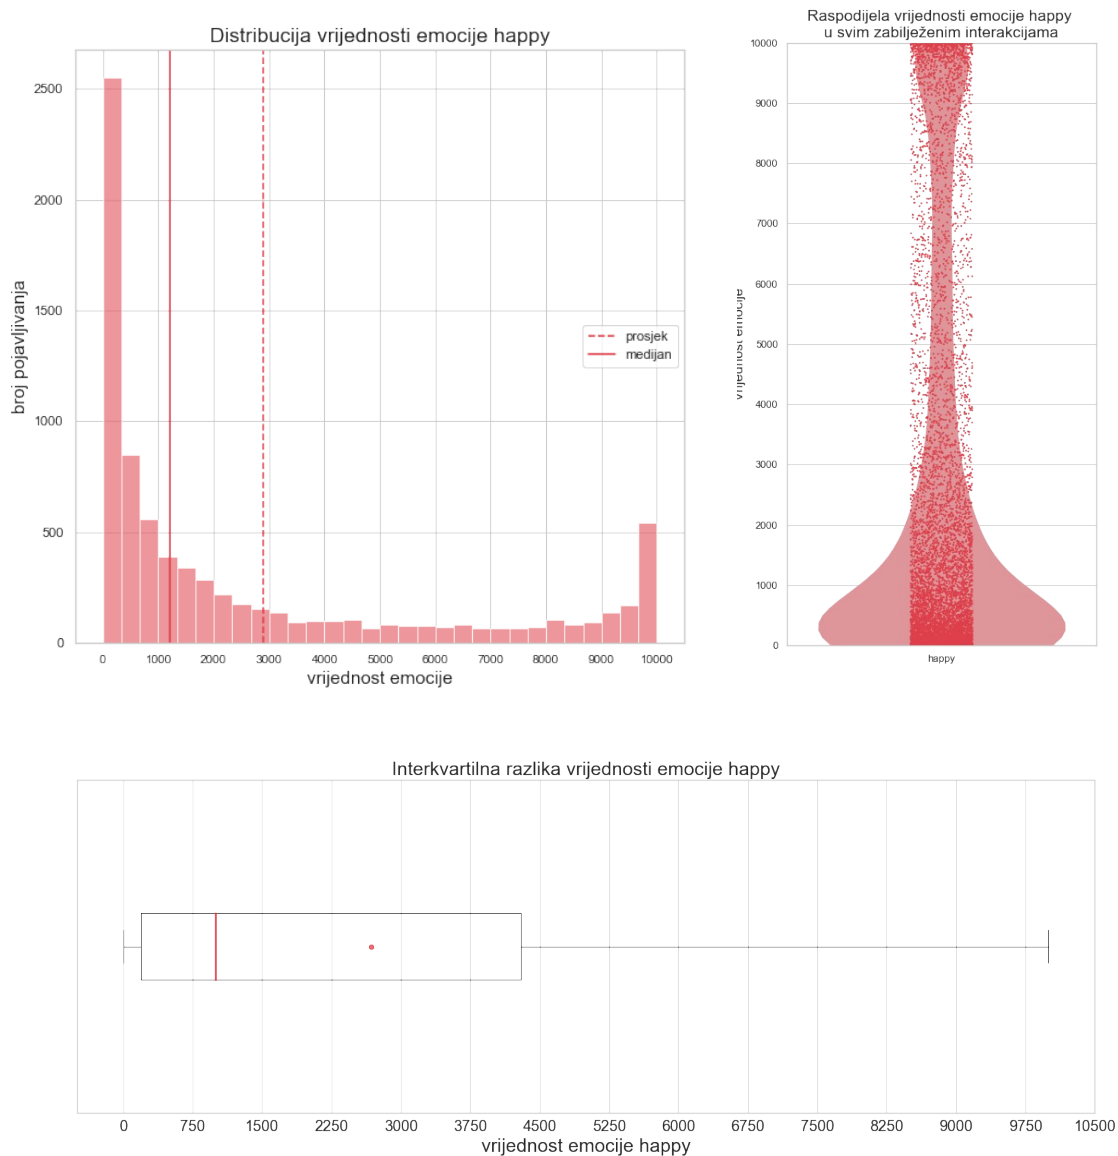 Distribucija vrijednosti emocije happy
2500
2000
1500
1000
500
0
broj pojavljivanja
prosjek
medijan
0 1000 2000 3000 4000 5000 6000 7000 8000 9000 10000
vrijednost emocije
Raspodijela vrijednosti emocije happy
u svim zabilježenim interakcijama
10000
9000
8000
7000
6000
5000
4000
3000
2000
1000
0
vrijednost emocije
happy
Interkvartilna razlika vrijednosti emocije happy
0 750 1500 2250 3000 3750 4500 5250 6000 6750 7500 8250 9000 9750 10500
vrijednost emocije happy